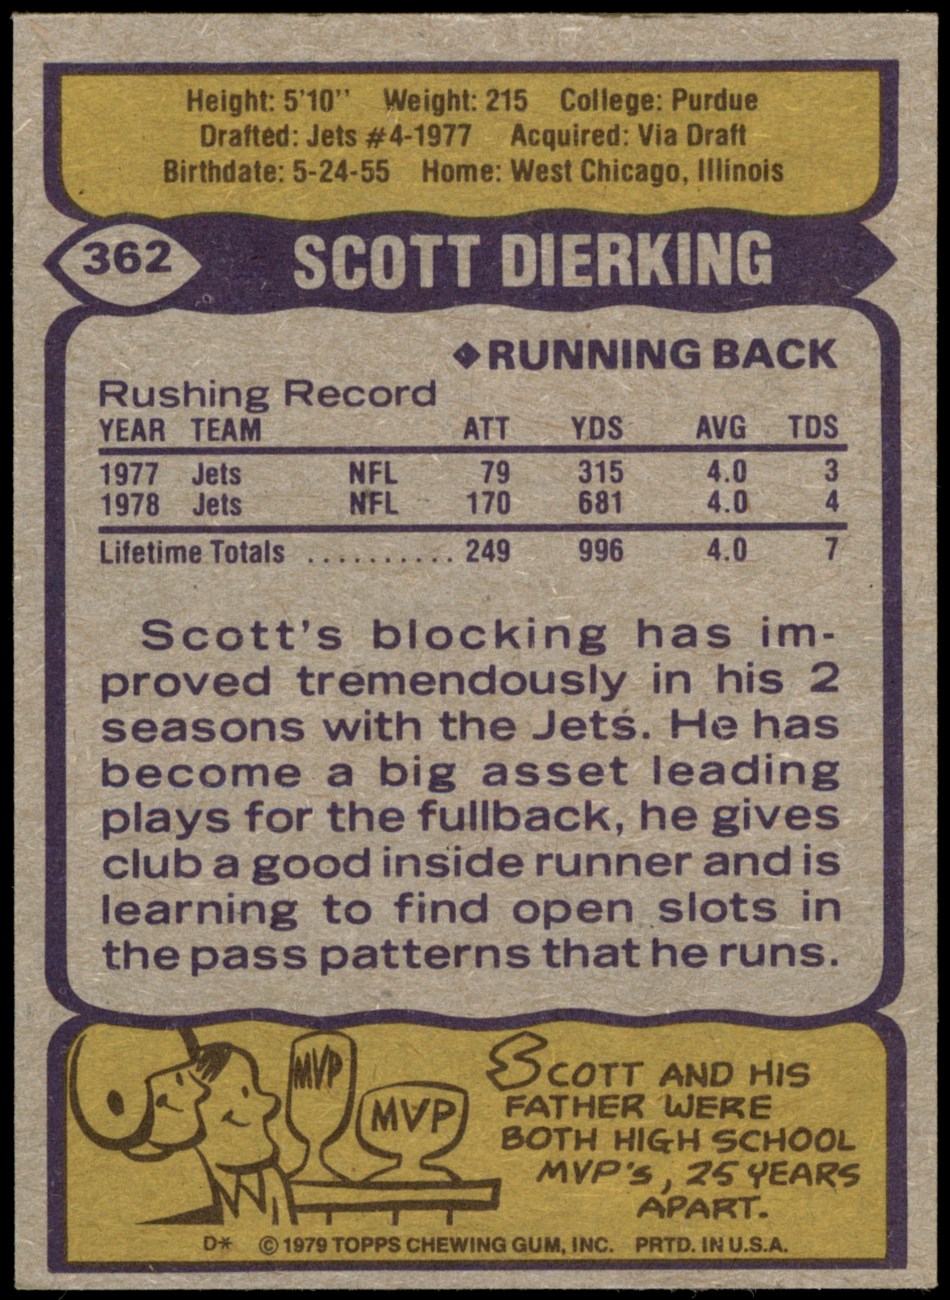 Height: 5'10" Weight: 215 College: Purdue
Drafted: Jets #4-1977 Acquired: Via Draft
Birthdate: 5-24-55 Home: West Chicago, Illinois
362 SCOTT DIERKING
◆RUNNING BACK
Rushing Record
YEAR TEAM ATT YDS AVG TDS
1977 Jets NFL 79 315 4.0 3
1978 Jets NFL 170 681 4.0 4
Lifetime Totals .......... 249 996 4.0 7
Scott's blocking has im-
proved tremendously in his 2
seasons with the Jets. He has
become a big asset leading
plays for the fullback, he gives
club a good inside runner and is
learning to find open slots in
the pass patterns that he runs.
MVP
MVP
SCOTT AND HIS
FATHER WERE
BOTH HIGH SCHOOL
MVP's, 25 YEARS
APART.
D* © 1979 TOPPS CHEWING GUM, INC. PRTD. IN U.S.A.